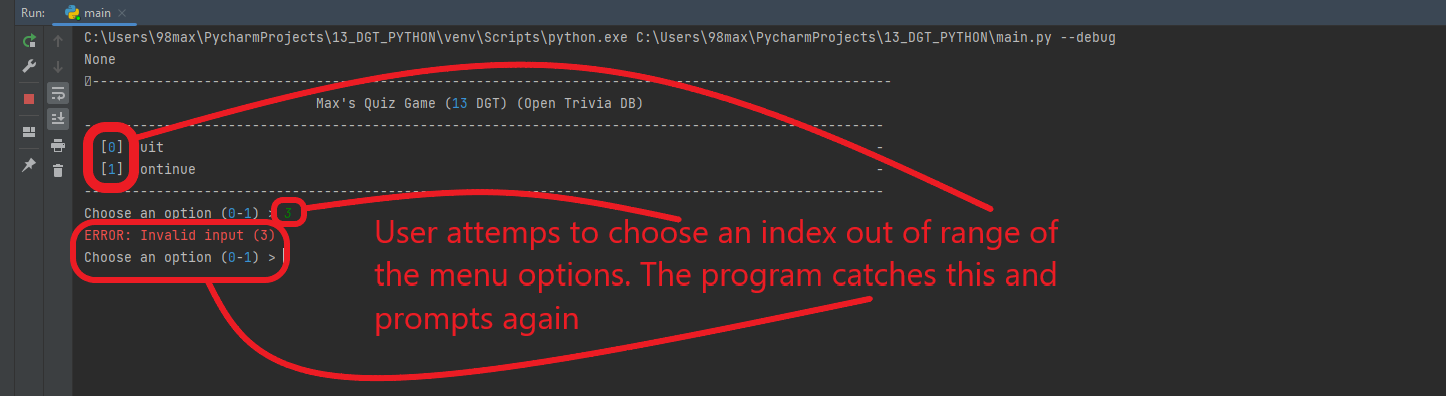 Run: main
C:\Users\98max\PycharmProjects\13_DGT_PYTHON\venv\Scripts\python.exe C:\Users\98max\PycharmProjects\13_DGT_PYTHON\main.py --debug
None
----------------------------------------------------------------------------------------------------
Max's Quiz Game (13 DGT) (Open Trivia DB)
----------------------------------------------------------------------------------------------------
[0] uit -
[1] ontinue -
----------------------------------------------------------------------------------------------------
Choose an option (0-1) > 3
ERROR: Invalid input (3)
Choose an option (0-1) >
User attemps to choose an index out of range of
the menu options. The program catches this and
prompts again